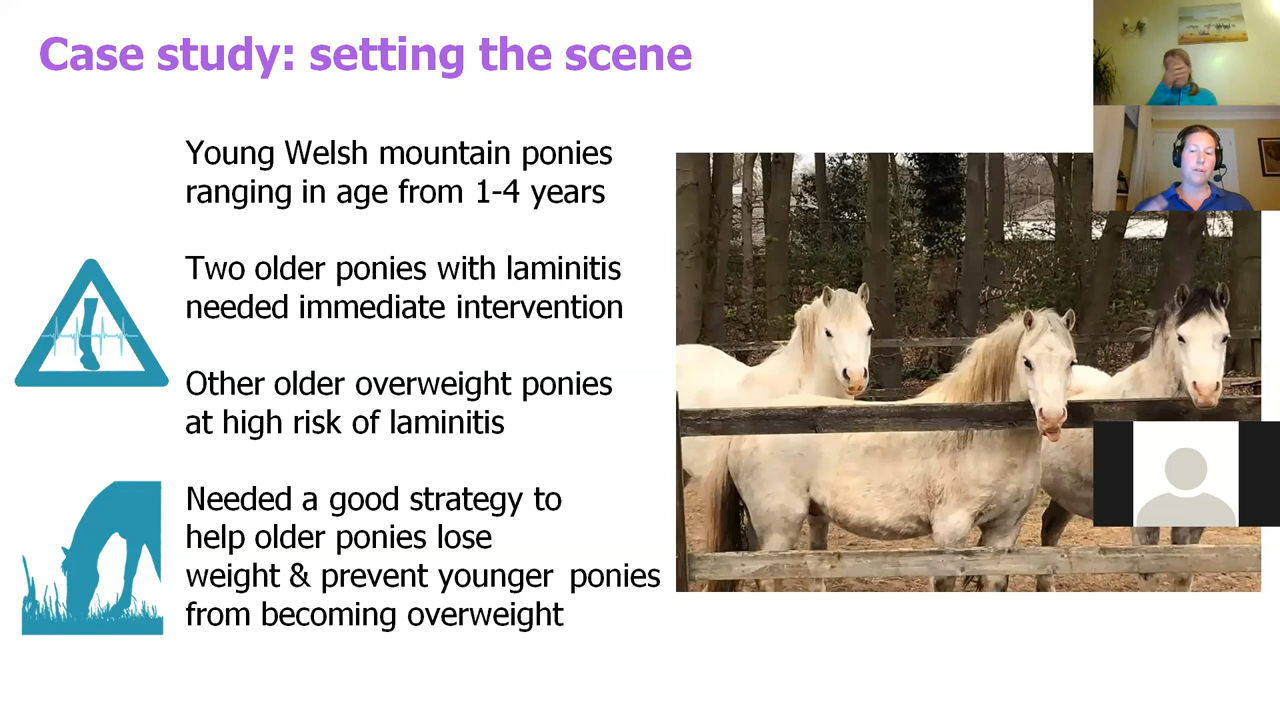 Case study: setting the scene
Young Welsh mountain ponies
ranging in age from 1-4 years
Two older ponies with laminitis
needed immediate intervention
Other older overweight ponies
at high risk of laminitis
Needed a good strategy to
help older ponies lose
weight & prevent younger ponies
from becoming overweight